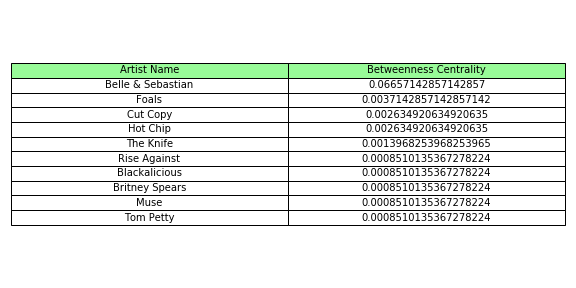 Artist Name Betweenness Centrality
Belle & Sebastian 0.06657142857142857
Foals 0.0037142857142857142
Cut Copy 0.002634920634920635
Hot Chip 0.002634920634920635
The Knife 0.0013968253968253965
Rise Against 0.0008510135367278224
Blackalicious 0.0008510135367278224
Britney Spears 0.0008510135367278224
Muse 0.0008510135367278224
Tom Petty 0.0008510135367278224